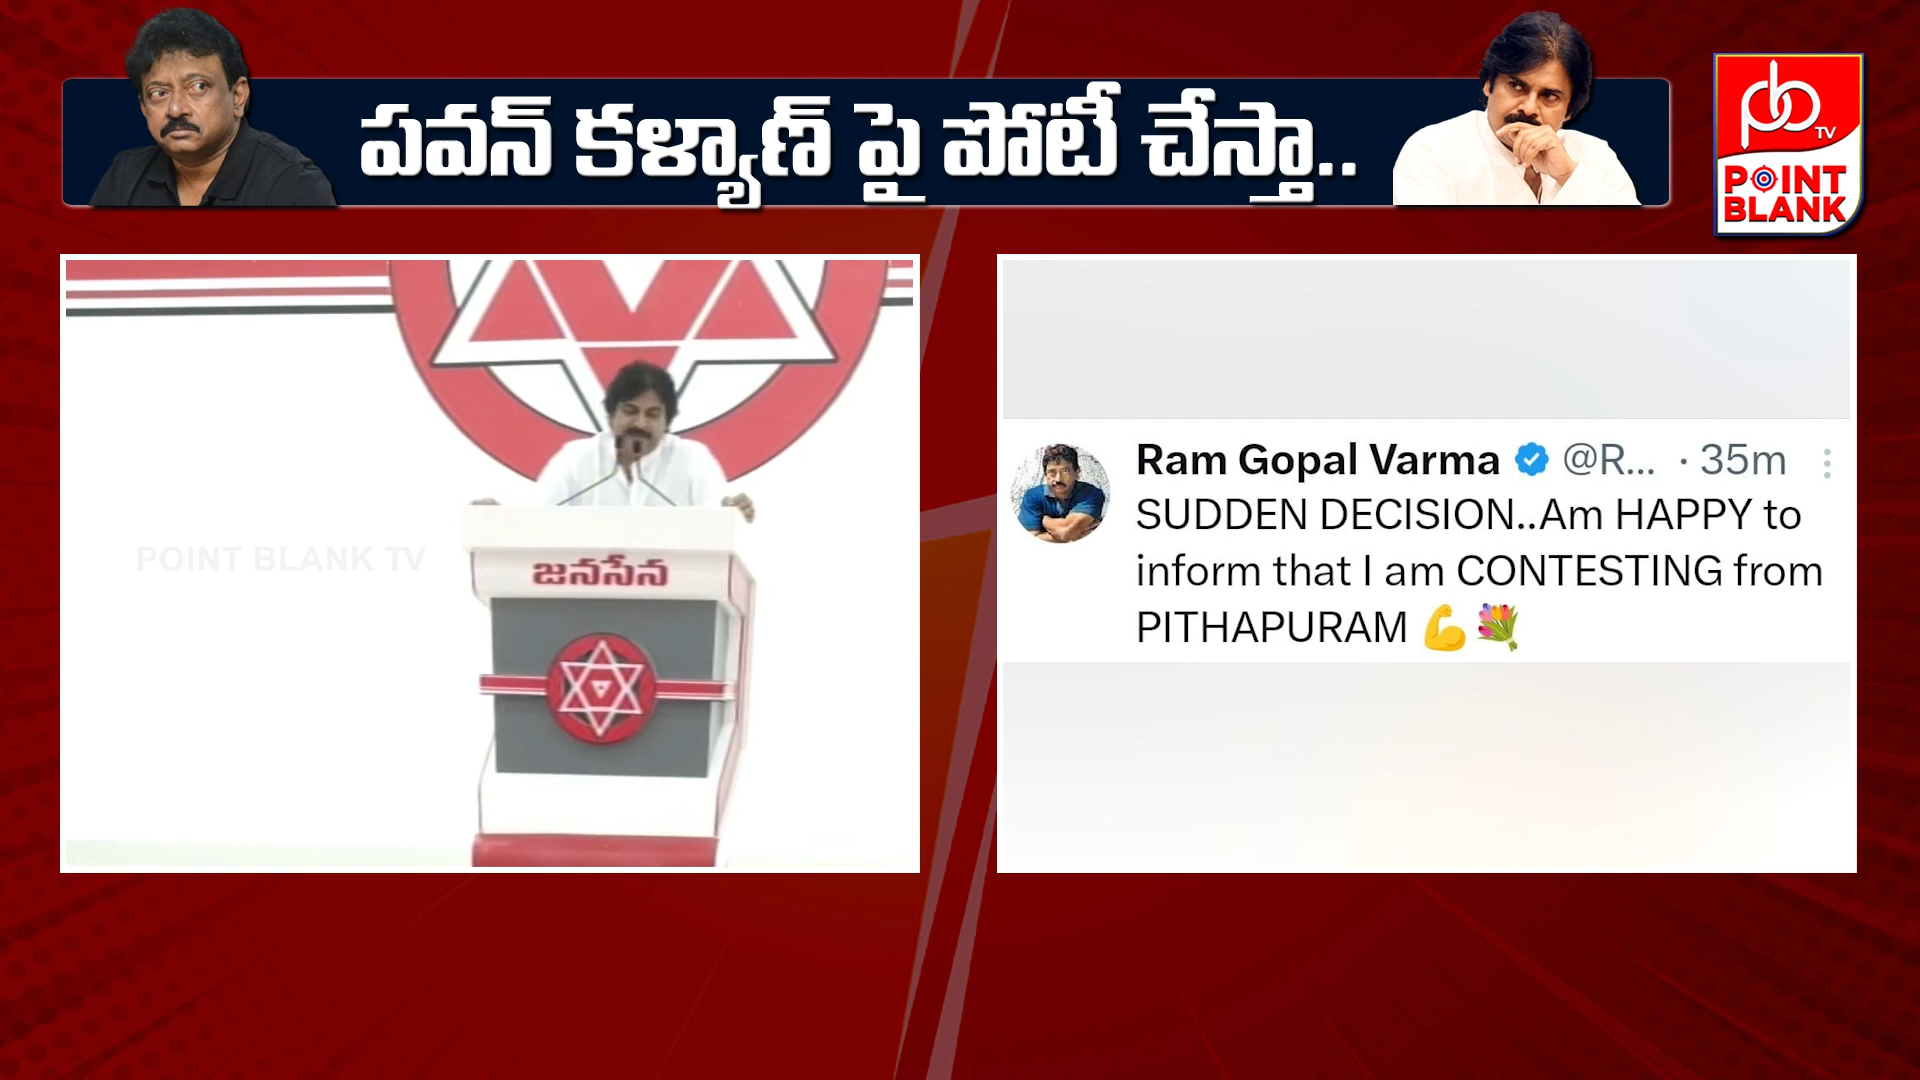 పవన్ కళ్యాణ్ పై పోటీ చేస్తా..
pb TV
POINT
BLANK
POINT BLANK TV
జనసేన
Ram Gopal Varma @R... · 35m
SUDDEN DECISION..Am HAPPY to
inform that I am CONTESTING from
PITHAPURAM 💪💐